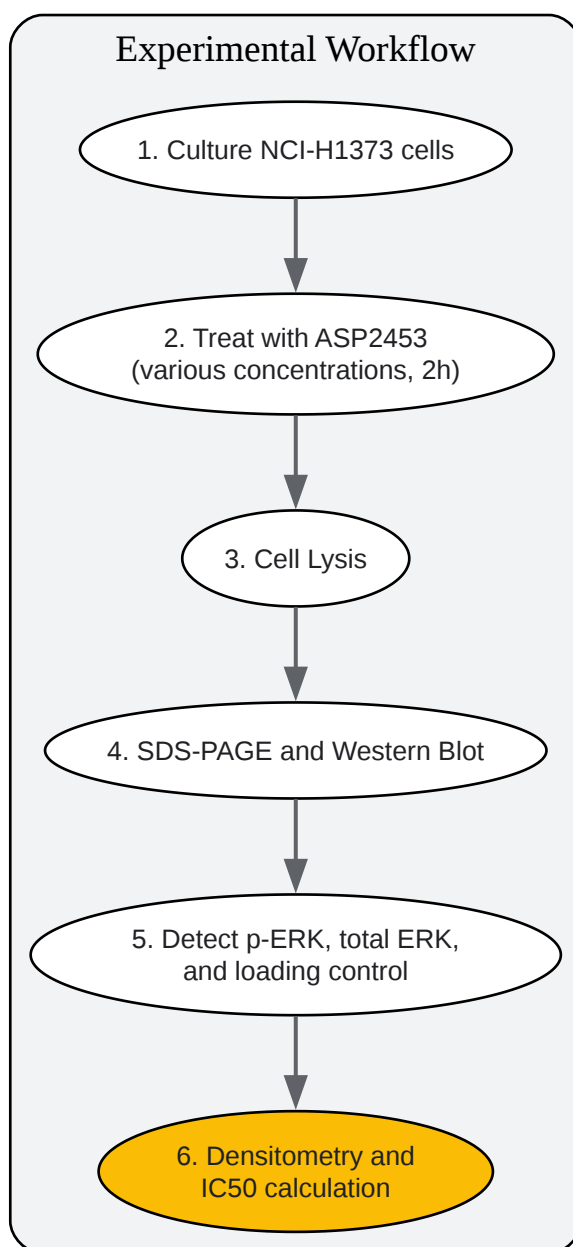 Experimental Workflow
1. Culture NCI-H1373 cells
2. Treat with ASP2453
(various concentrations, 2h)
3. Cell Lysis
4. SDS-PAGE and Western Blot
5. Detect p-ERK, total ERK,
and loading control
6. Densitometry and
IC50 calculation